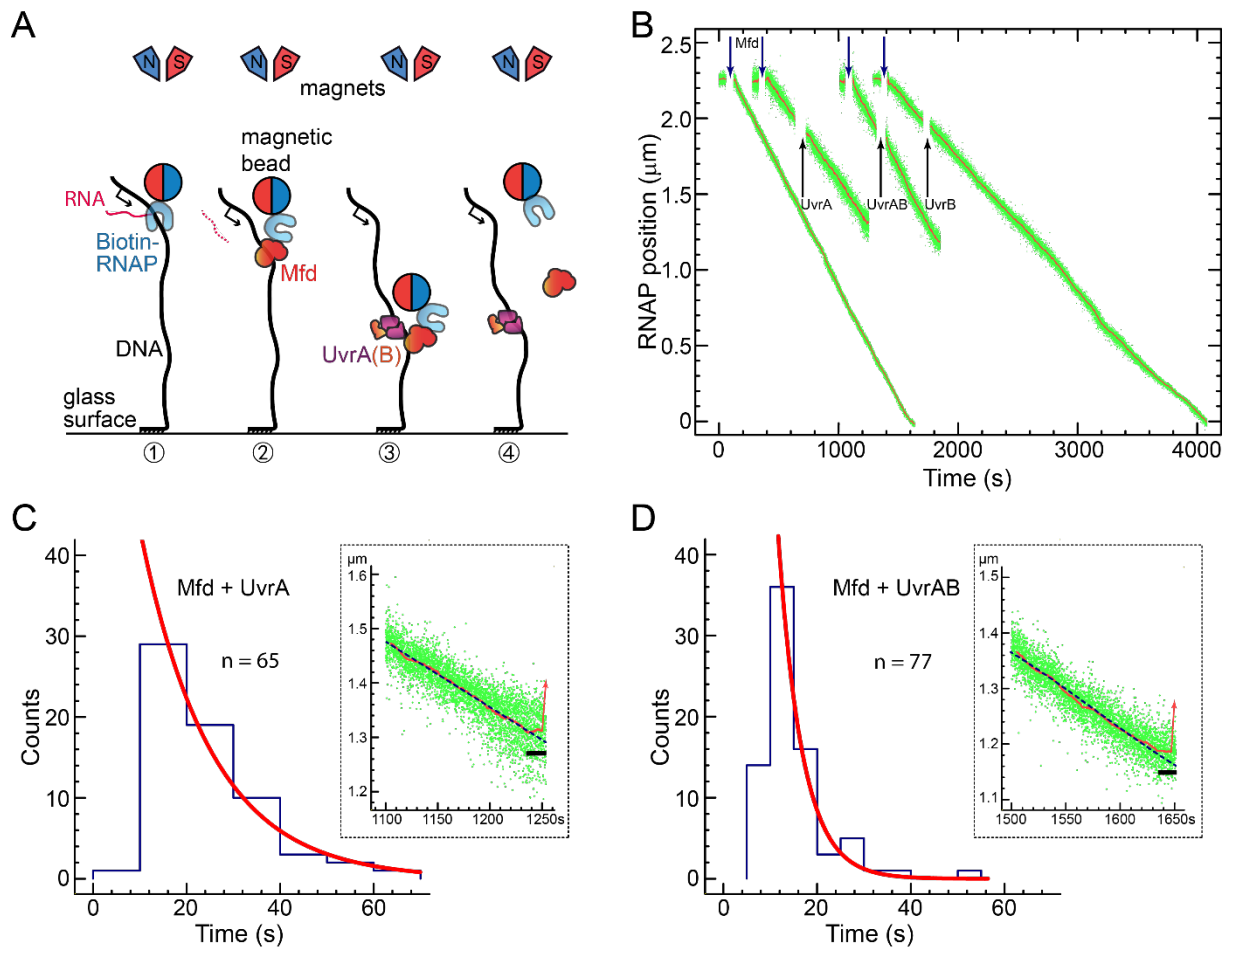 A
N S N S N S N S
magnets
magnetic
bead
RNA
Biotin-
RNAP
Mfd
DNA
UvrA(B)
glass
surface
① ② ③ ④
B
Mfd
UvrA UvrAB UvrB
2.5
2.0
1.5
1.0
0.5
0
RNAP position (μm)
0 1000 2000 3000 4000
Time (s)
C
Mfd + UvrA
n = 65
40
30
20
10
0
Counts
0 20 40 60
Time (s)
μm
1.6
1.5
1.4
1.3
1.2
1100 1200 1250s
D
Mfd + UvrAB
n = 77
40
30
20
10
0
Counts
0 20 40 60
Time (s)
μm
1.5
1.4
1.3
1.2
1.1
1500 1550 1600 1650s